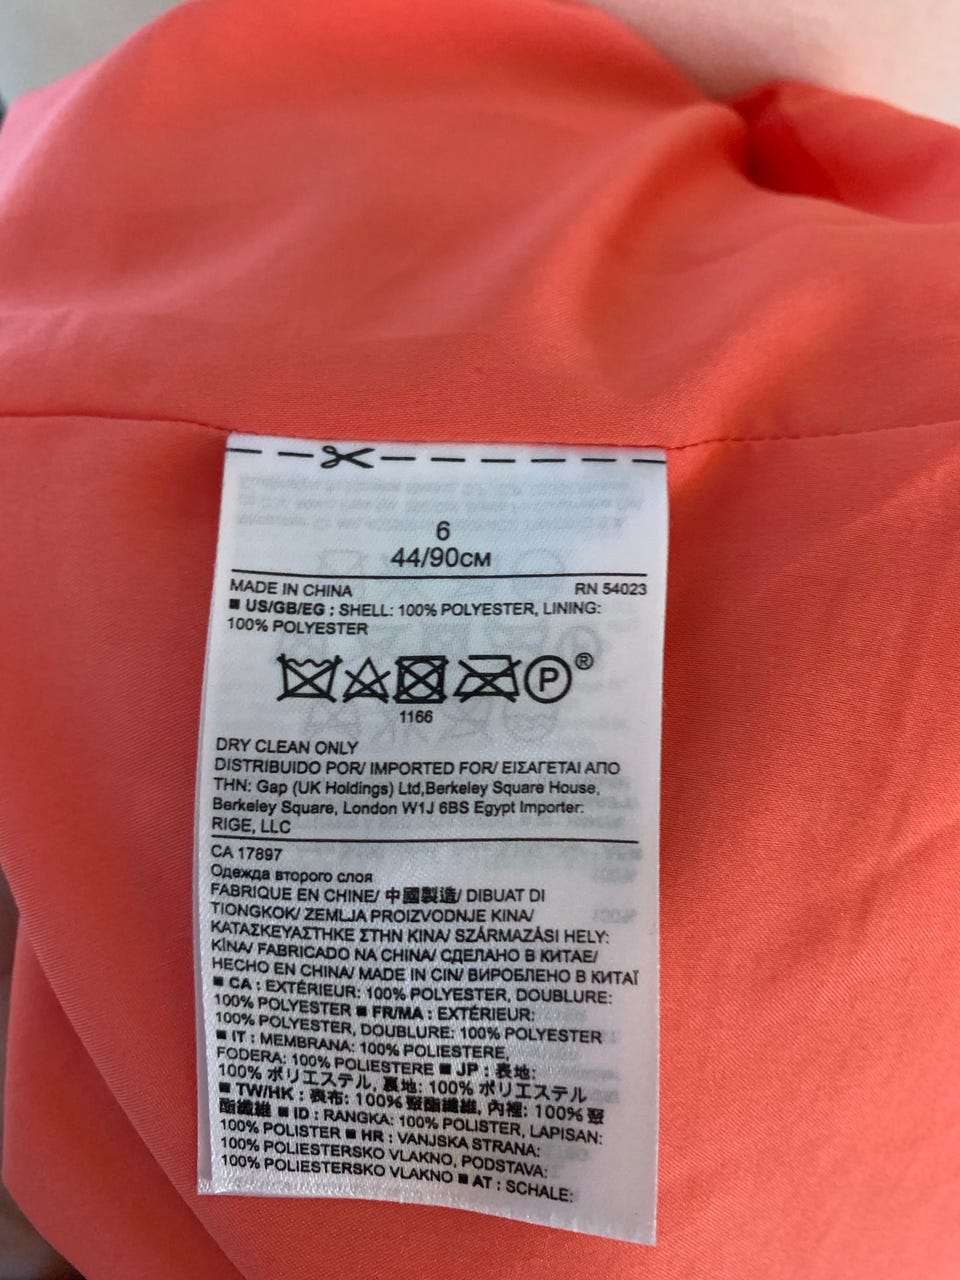 6
44/90CM
MADE IN CHINA RN 54023
■ US/GB/EG : SHELL: 100% POLYESTER, LINING:
100% POLYESTER
P ®
1166
DRY CLEAN ONLY
DISTRIBUIDO POR/ IMPORTED FOR/ ΕΙΣΑΓΕΤΑΙ ΑΠΟ
ΤΗΝ: Gap (UK Holdings) Ltd,Berkeley Square House,
Berkeley Square, London W1J 6BS Egypt Importer:
RIGE, LLC
CA 17897
Одежда второго слоя
FABRIQUE EN CHINE/ 中國製造/ DIBUAT DI
TIONGKOK/ ZEMLJA PROIZVODNJE KINA/
ΚΑΤΑΣΚΕΥΑΣΤΗΚΕ ΣΤΗΝ ΚΙΝΑ/ SZÁRMAZÁSI HELY:
KÍNA/ FABRICADO NA CHINA/ СДЕЛАНО В КИТАЕ/
HECHO EN CHINA/ MADE IN CIN/ ВИРОБЛЕНО В КИТАЇ
■ CA : EXTÉRIEUR: 100% POLYESTER, DOUBLURE:
100% POLYESTER ■ FR/MA : EXTÉRIEUR:
100% POLYESTER, DOUBLURE: 100% POLYESTER
■ IT : MEMBRANA: 100% POLIESTERE,
FODERA: 100% POLIESTERE ■ JP : 表地:
100% ポリエステル, 裏地: 100% ポリエステル
■ TW/HK : 表布: 100% 聚酯纖維, 內裡: 100% 聚
酯纖維 ■ ID : RANGKA: 100% POLISTER, LAPISAN:
100% POLISTER ■ HR : VANJSKA STRANA:
100% POLIESTERSKO VLAKNO, PODSTAVA:
100% POLIESTERSKO VLAKNO ■ AT : SCHALE: